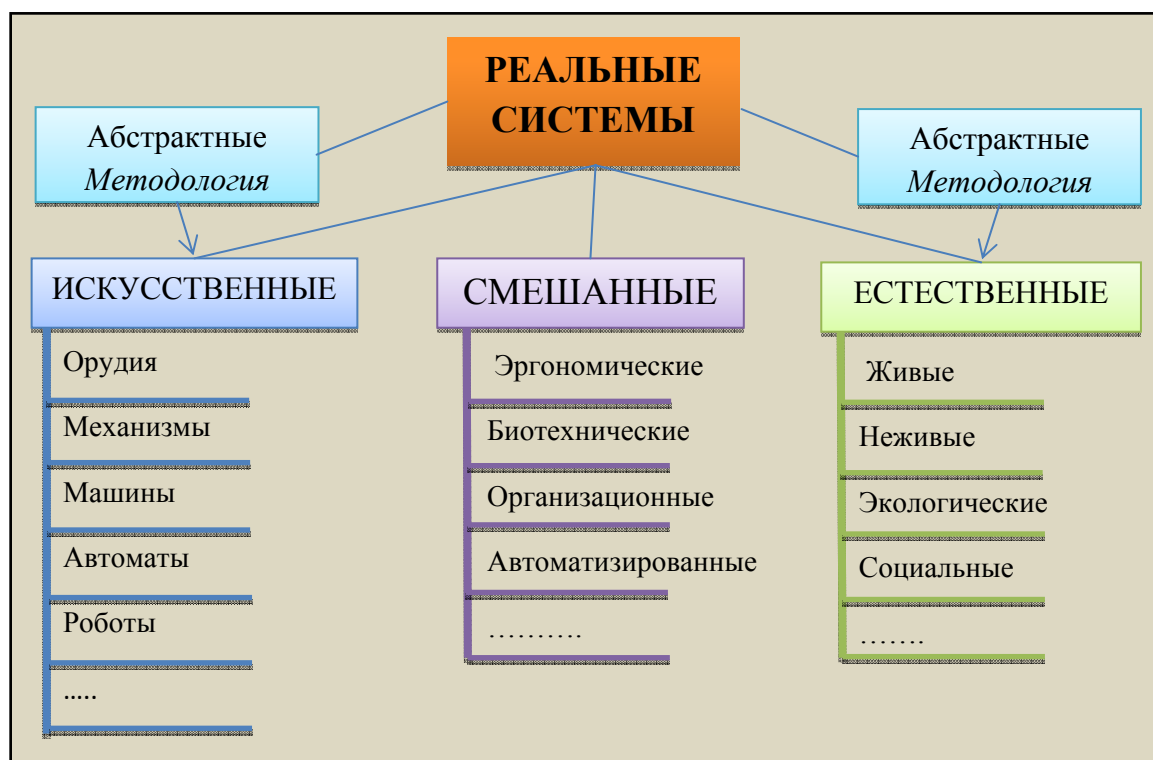 РЕАЛЬНЫЕ
СИСТЕМЫ
Абстрактные
Методология
Абстрактные
Методология
ИСКУССТВЕННЫЕ
Орудия
Механизмы
Машины
Автоматы
Роботы
.....
СМЕШАННЫЕ
Эргономические
Биотехнические
Организационные
Автоматизированные
……….
ЕСТЕСТВЕННЫЕ
Живые
Неживые
Экологические
Социальные
…….